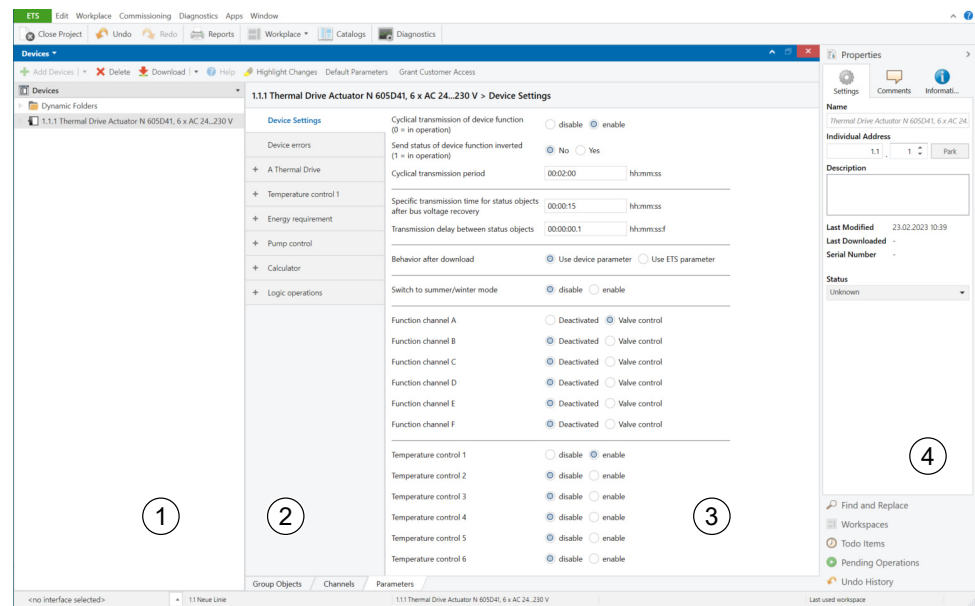 ETS Edit Workplace Commissioning Diagnostics Apps Window
Close Project Undo Redo Reports Workplace Catalogs Diagnostics
Devices
Add Devices Delete Download Help Highlight Changes Default Parameters Grant Customer Access
Devices
Dynamic Folders
1.1.1 Thermal Drive Actuator N 605D41, 6 x AC 24...230 V
1
1.1.1 Thermal Drive Actuator N 605D41, 6 x AC 24...230 V > Device Settings
Device Settings
Device errors
+ A Thermal Drive
+ Temperature control 1
+ Energy requirement
+ Pump control
+ Calculator
+ Logic operations
2
Cyclical transmission of device function
(0 = in operation)
disable enable
Send status of device function inverted
(1 = in operation)
No Yes
Cyclical transmission period 00:02:00 hh:mm:ss
Specific transmission time for status objects
after bus voltage recovery
00:00:15 hh:mm:ss
Transmission delay between status objects 00:00:00.1 hh:mm:ss:f
Behavior after download Use device parameter Use ETS parameter
Switch to summer/winter mode disable enable
Function channel A Deactivated Valve control
Function channel B Deactivated Valve control
Function channel C Deactivated Valve control
Function channel D Deactivated Valve control
Function channel E Deactivated Valve control
Function channel F Deactivated Valve control
Temperature control 1 disable enable
Temperature control 2 disable enable
Temperature control 3 disable enable
Temperature control 4 disable enable
Temperature control 5 disable enable
Temperature control 6 disable enable
3
Group Objects Channels Parameters
Properties
Settings Comments Informati...
Name
Thermal Drive Actuator N 605D41, 6 x AC 24.
Individual Address
1.1 . 1 Park
Description
Last Modified 23.02.2023 10:39
Last Downloaded -
Serial Number -
Status
Unknown
4
Find and Replace
Workspaces
Todo Items
Pending Operations
Undo History
<no interface selected> 1.1 Neue Linie 1.1.1 Thermal Drive Actuator N 605D41, 6 x AC 24...230 V Last used workspace